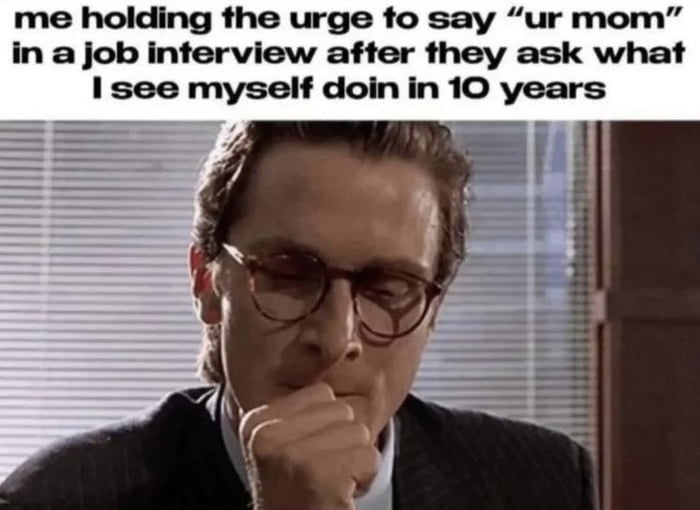 me holding the urge to say “ur mom”
in a job interview after they ask what
I see myself doin in 10 years